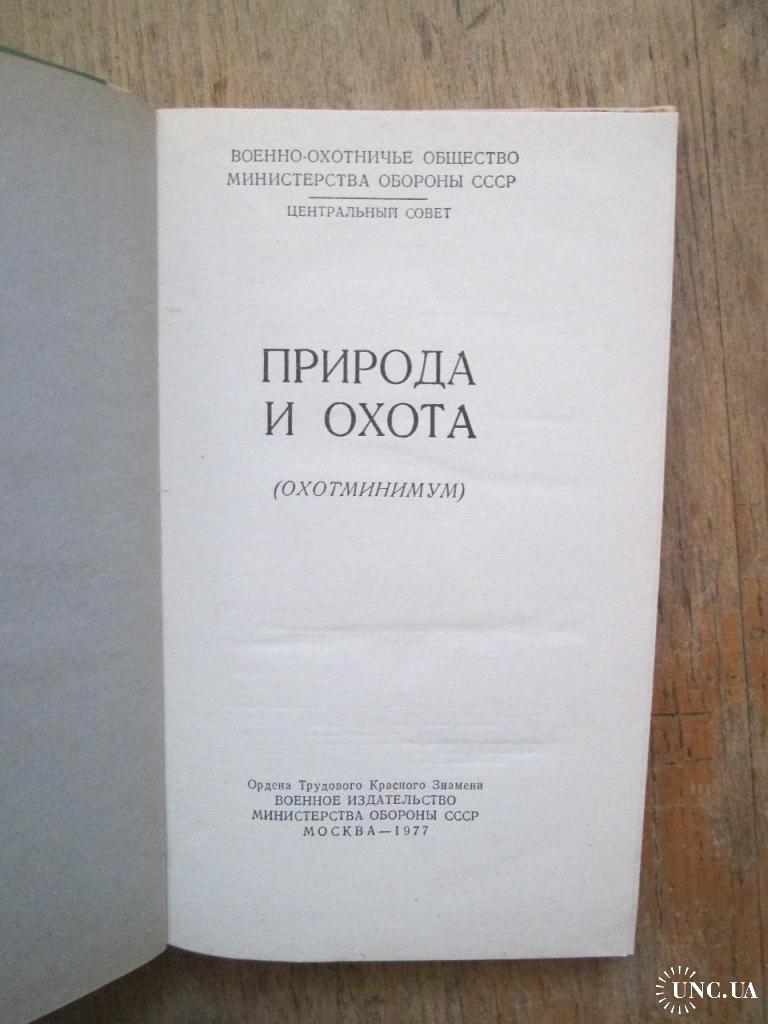 ВОЕННО-ОХОТНИЧЬЕ ОБЩЕСТВО
МИНИСТЕРСТВА ОБОРОНЫ СССР
ЦЕНТРАЛЬНЫЙ СОВЕТ
ПРИРОДА
И ОХОТА
(ОХОТМИНИМУМ)
Ордена Трудового Красного Знамени
ВОЕННОЕ ИЗДАТЕЛЬСТВО
МИНИСТЕРСТВА ОБОРОНЫ СССР
МОСКВА — 1977
UNC.UA